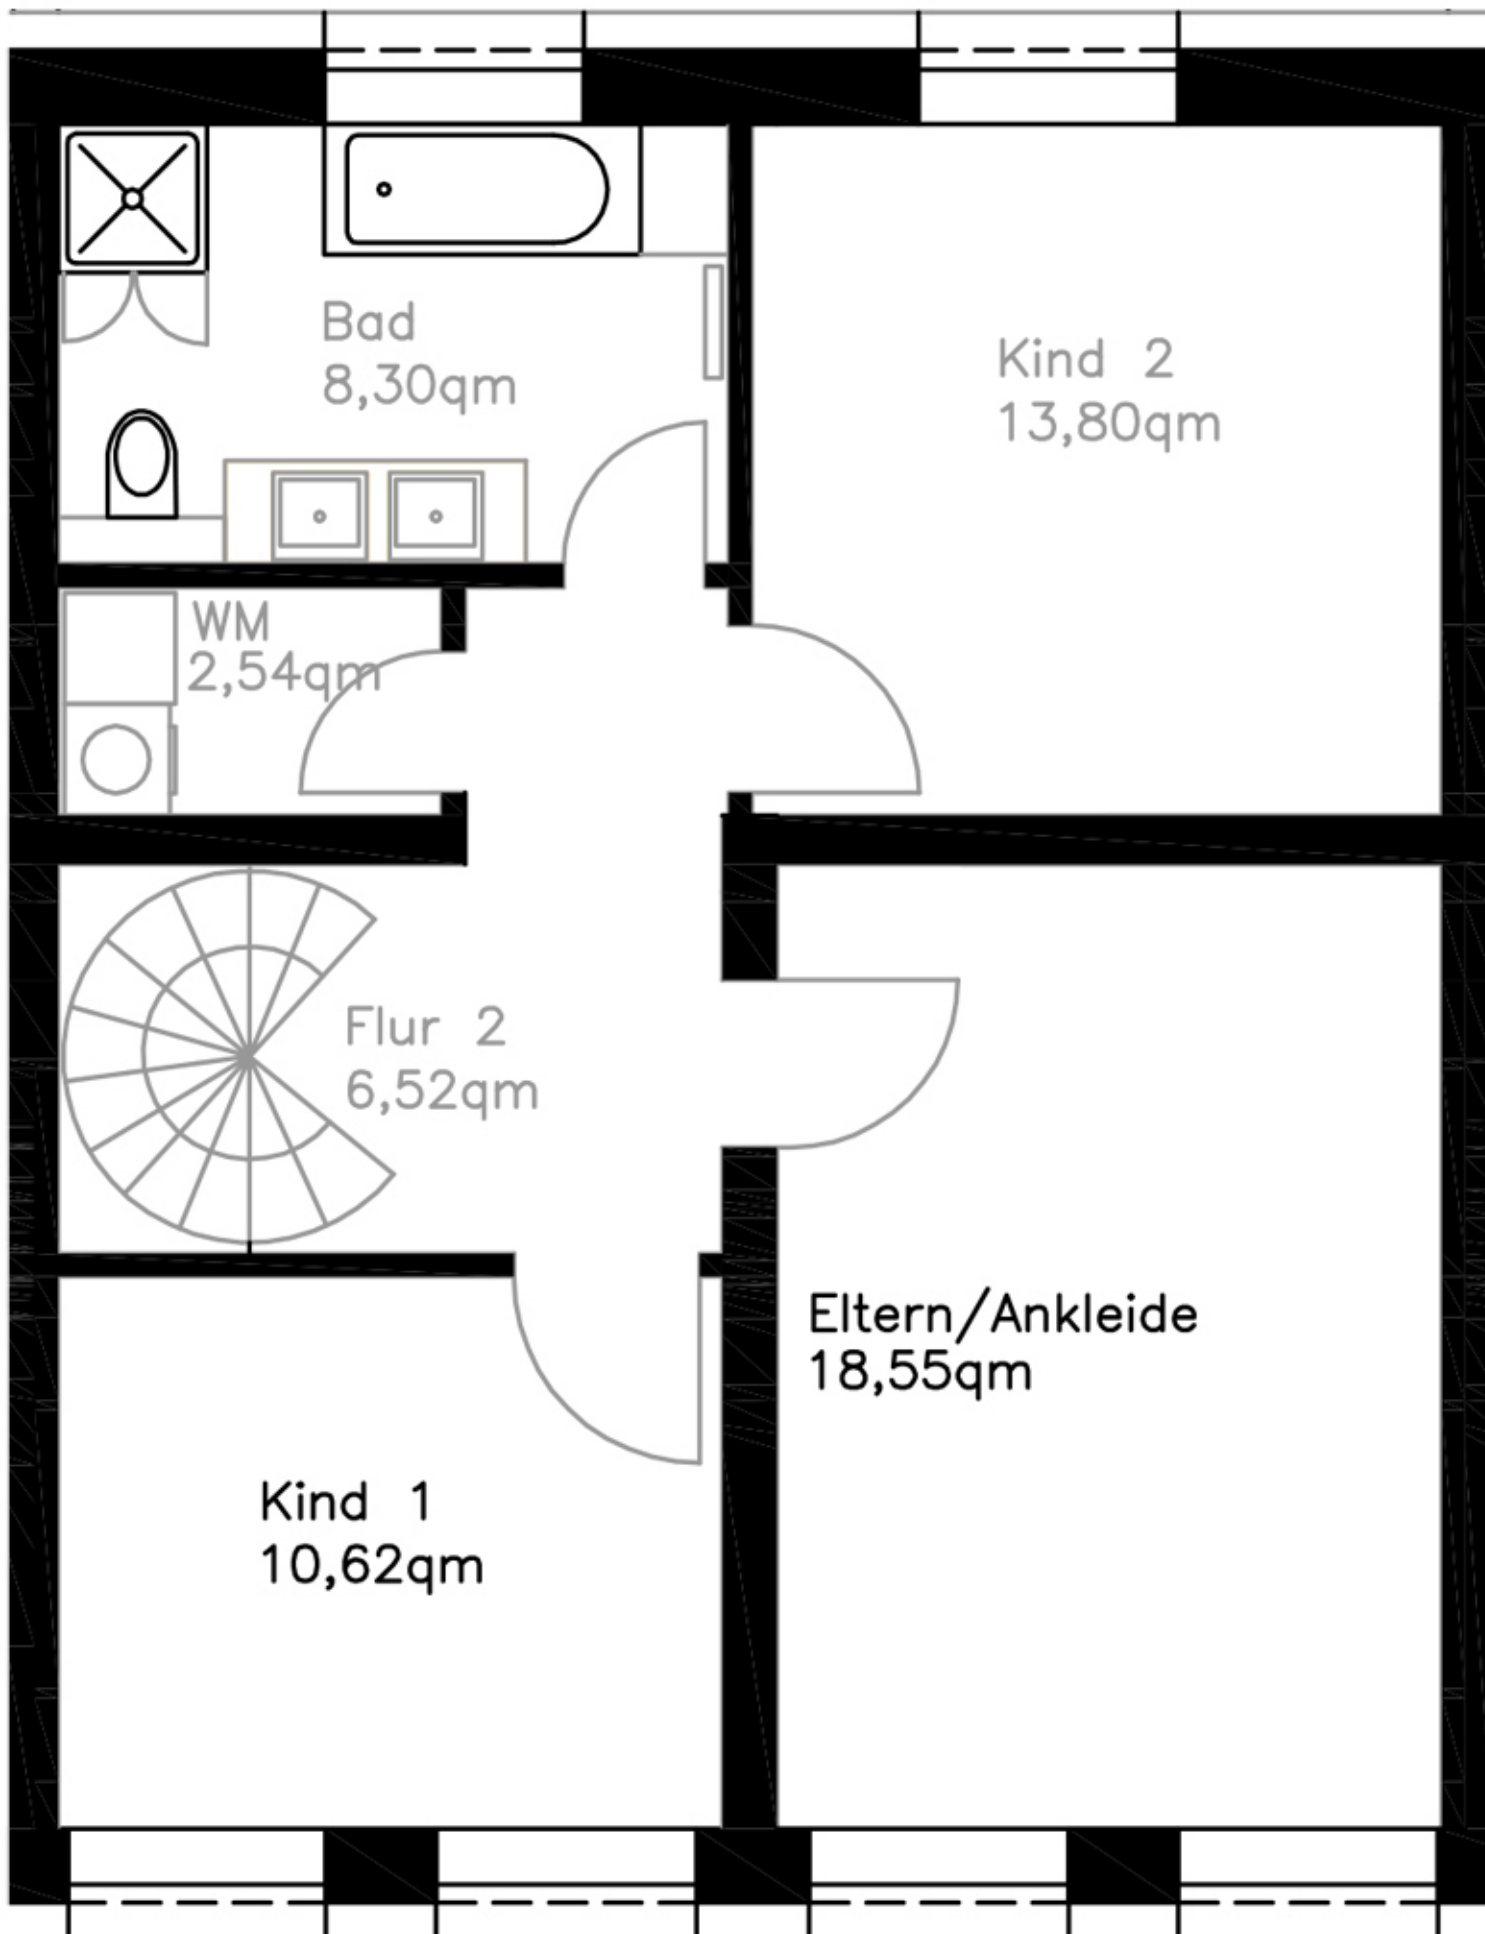 Bad
8,30qm
Kind 2
13,80qm
WM
2,54qm
Flur 2
6,52qm
Eltern/Ankleide
18,55qm
Kind 1
10,62qm